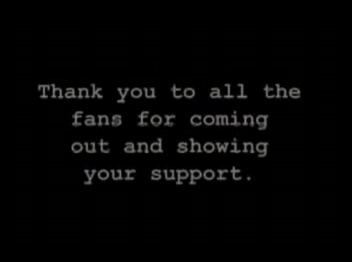 Thank you to all the
fans for coming
out and showing
your support.